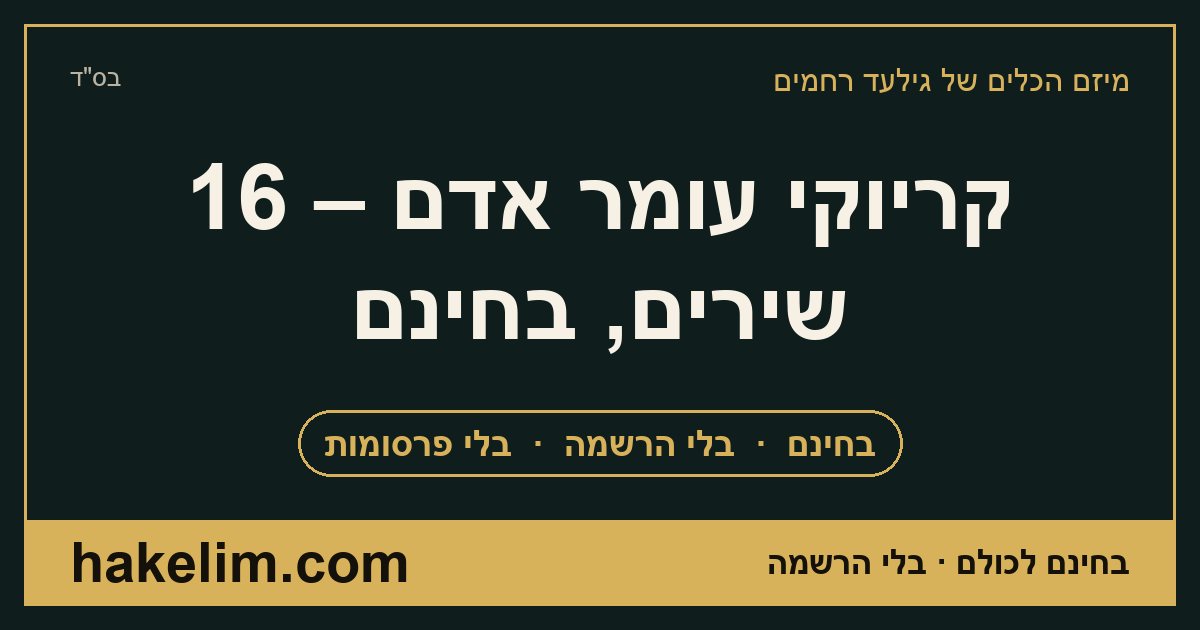 מיזם הכלים של גילעד רחמים
בס"ד
קריוקי עומר אדם – 16
שירים, בחינם
בחינם · בלי הרשמה · בלי פרסומות
בחינם לכולם · בלי הרשמה
hakelim.com